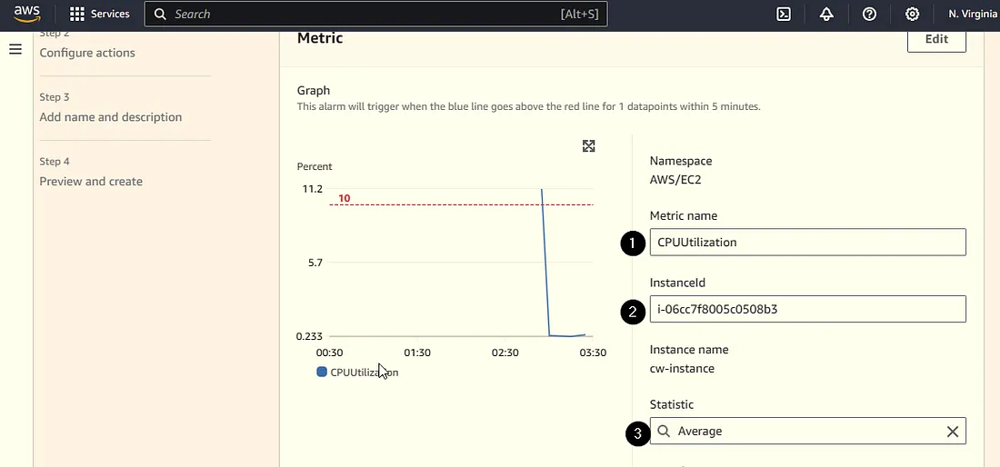 aws
Services
Search
[Alt+S]
N. Virginia
Step 2
Configure actions
Step 3
Add name and description
Step 4
Preview and create
Metric
Edit
Graph
This alarm will trigger when the blue line goes above the red line for 1 datapoints within 5 minutes.
Percent
11.2
10
5.7
0.233
00:30
01:30
02:30
03:30
CPUUtilization
Namespace
AWS/EC2
Metric name
1
CPUUtilization
InstanceId
2
i-06cc7f8005c0508b3
Instance name
cw-instance
Statistic
3
Average